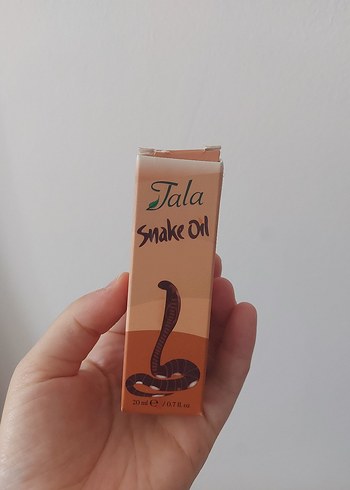 Tala
Snake Oil
20 ml ℮ / 0.7 fl oz